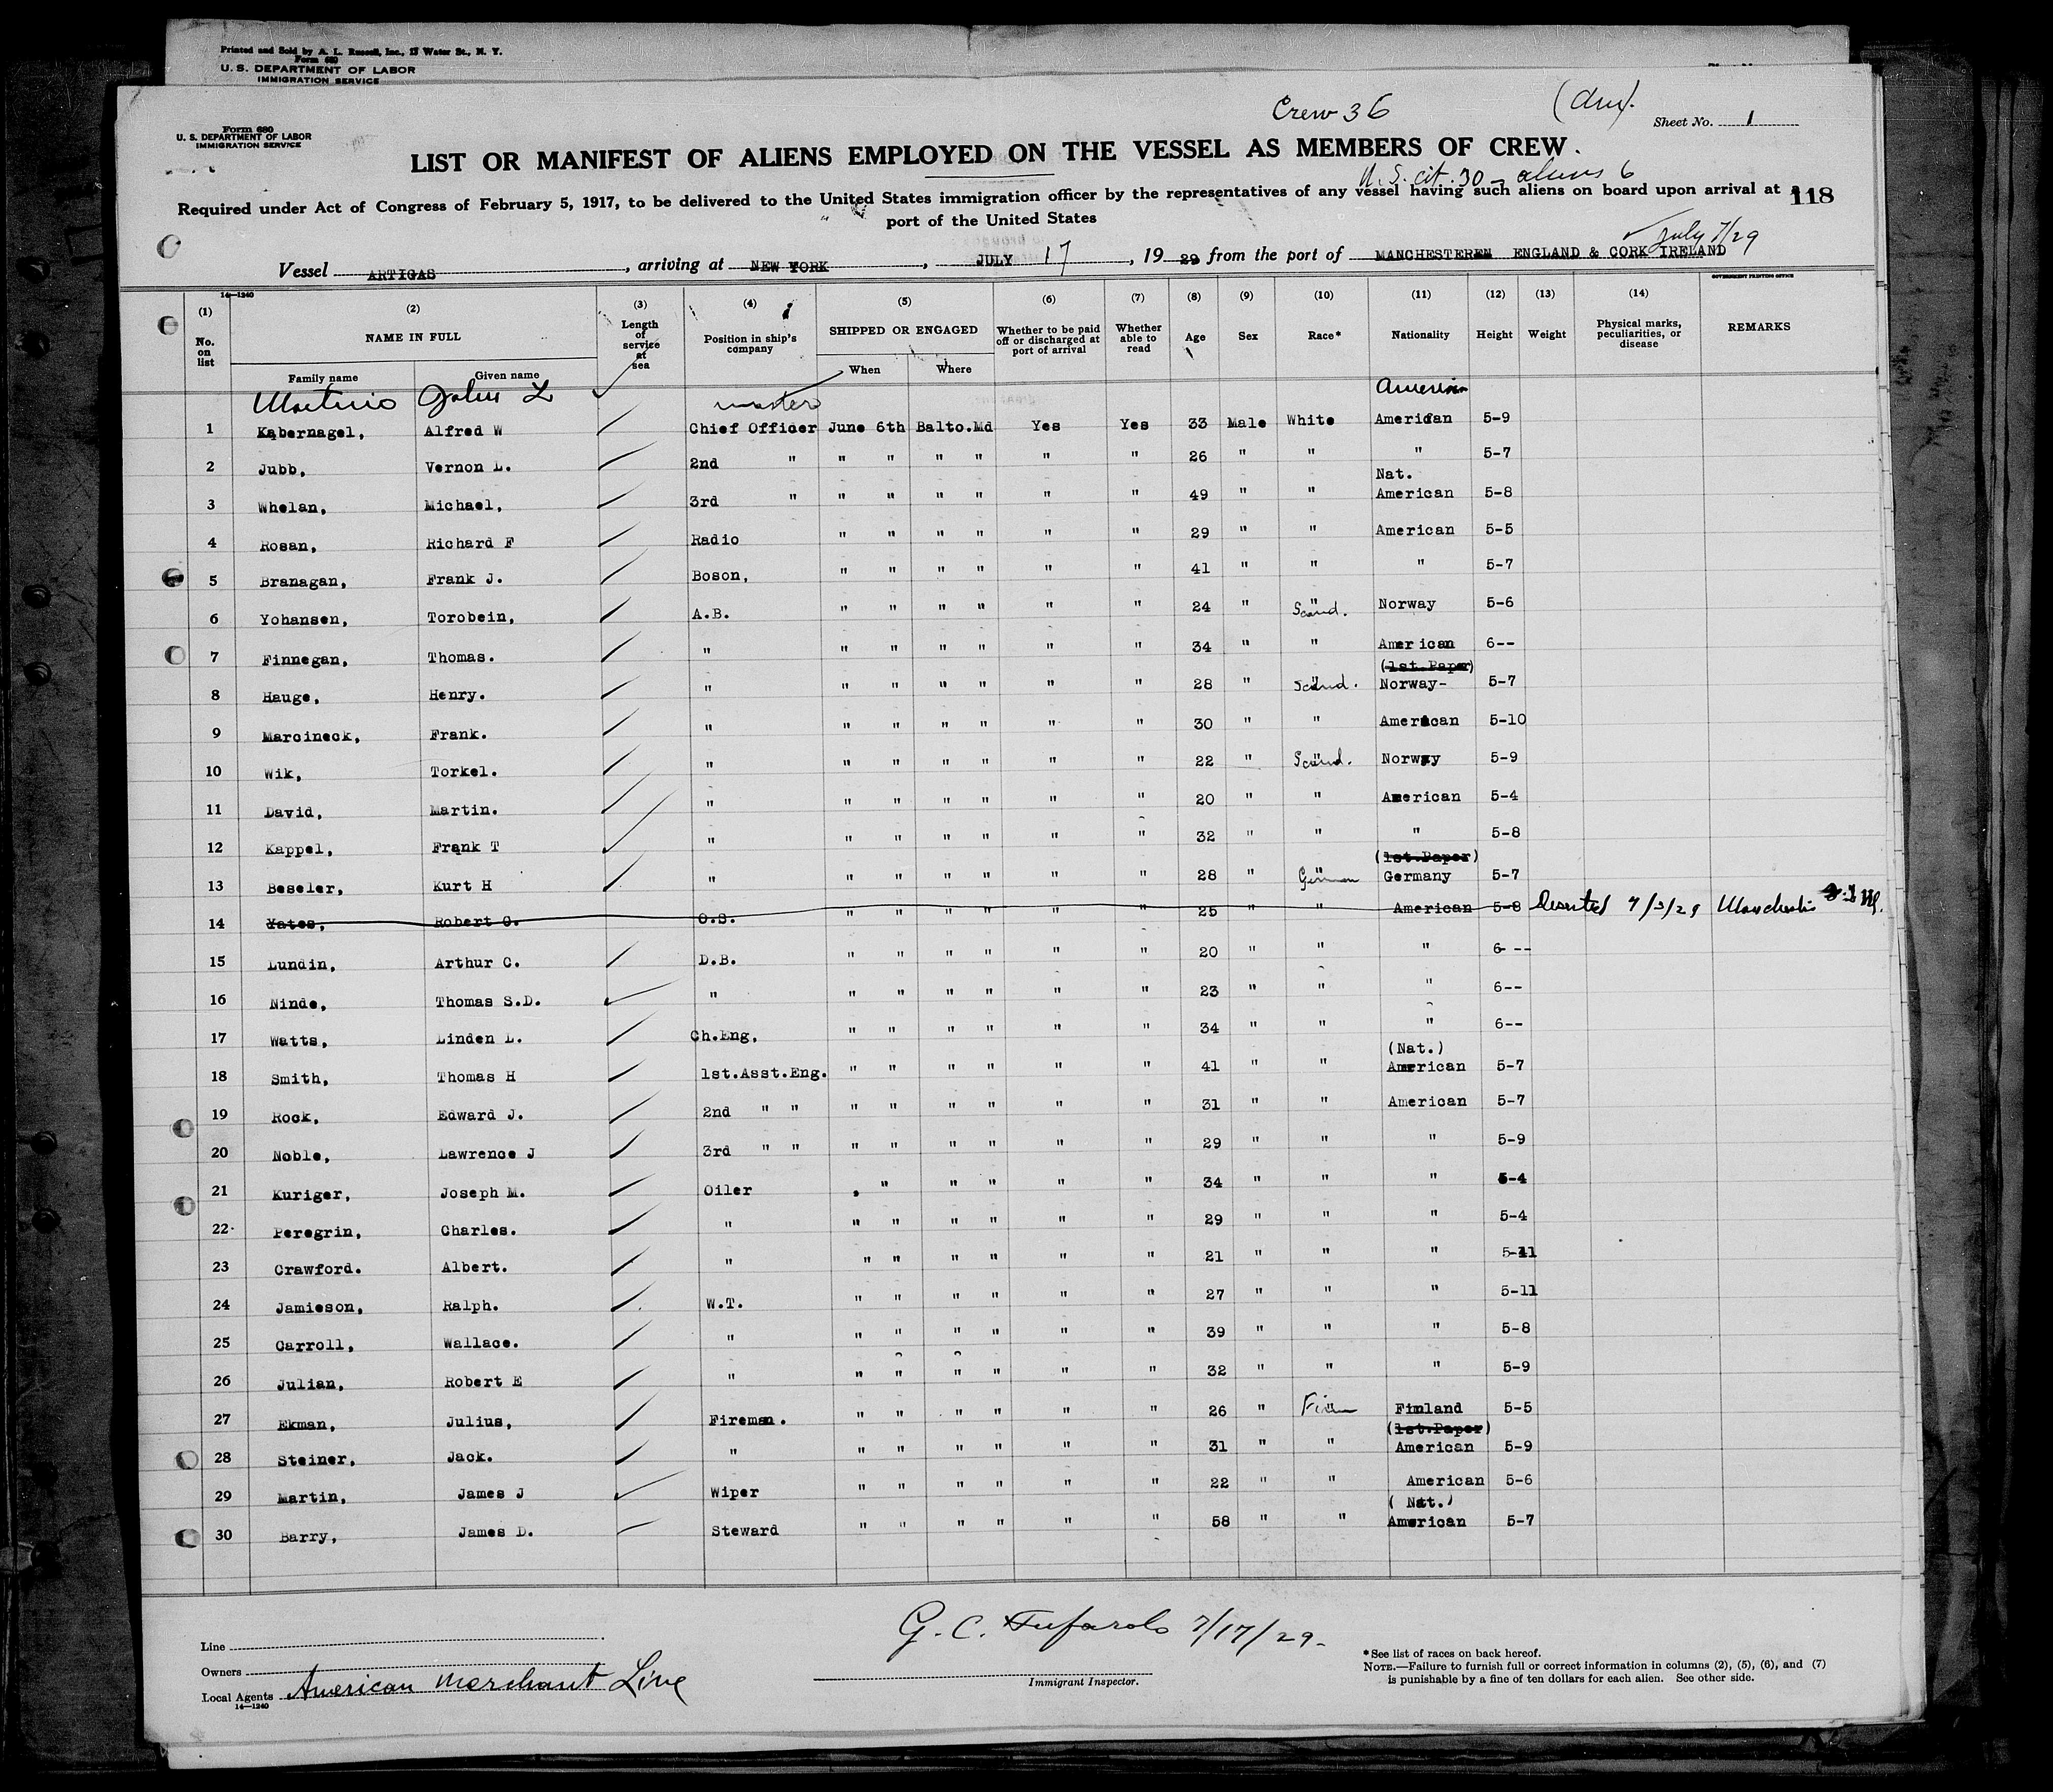 Printed and Sold by A. L. Russell, Inc., 13 Water St., N. Y.
Form 680
U. S. DEPARTMENT OF LABOR
IMMIGRATION SERVICE
Crew 36
Sheet No. 1
Form 680
U. S. DEPARTMENT OF LABOR
IMMIGRATION SERVICE
LIST OR MANIFEST OF ALIENS EMPLOYED ON THE VESSEL AS MEMBERS OF CREW.
U.S. cit. 30 - aliens 6
Required under Act of Congress of February 5, 1917, to be delivered to the United States immigration officer by the representatives of any vessel having such aliens on board upon arrival at a
port of the United States
118
July 7/29
Vessel ARTIGAS, arriving at NEW YORK, JULY 17, 19 29 from the port of MANCHESTER ENGLAND & CORK IRELAND
14-1240
GOVERNMENT PRINTING OFFICE
(1) (2) (3) (4) (5) (6) (7) (8) (9) (10) (11) (12) (13) (14)
No. on list NAME IN FULL Length of service at sea Position in ship's company SHIPPED OR ENGAGED Whether to be paid off or discharged at port of arrival Whether able to read Age Sex Race* Nationality Height Weight Physical marks, peculiarities, or disease REMARKS
Family name Given name When Where
John L master American
1 Kabernagel, Alfred W Chief Officer June 6th Balto.Md Yes Yes 33 Male White American 5-9
2 Jubb, Vernon L. 2nd " " " " " " " 26 " " " 5-7
3 Whelan, Michael, 3rd " " " " " " " 49 " " Nat. American 5-8
4 Rosan, Richard F Radio " " " " " " 29 " " American 5-5
5 Branagan, Frank J. Boson, " " " " " " 41 " " " 5-7
6 Yohansen, Torobein, A.B. " " " " " " 24 " " Scand. Norway 5-6
7 Finnegan, Thomas. " " " " " " " 34 " " American 6--
8 Hauge, Henry. " " " " " " " 28 " " Scand. (1st.Paper) Norway- 5-7
9 Marcineck, Frank. " " " " " " " 30 " " American 5-10
10 Wik, Torkel. " " " " " " " 22 " " Scand. Norway 5-9
11 David, Martin. " " " " " " " 20 " " American 5-4
12 Kappel, Frank T " " " " " " " 32 " " " 5-8
13 Beseler, Kurt H " " " " " " " 28 " " German (1st.Paper) Germany 5-7
14 Yates, Robert C. O.S. " " " " " " 25 " " American 5-8 Deserted 7/3/29 Manchester
15 Lundin, Arthur C. D.B. " " " " " " 20 " " " 6- --
16 Ninde, Thomas S.D. " " " " " " " 23 " " " 6--
17 Watts, Linden L. Ch.Eng. " " " " " " 34 " " " 6--
18 Smith, Thomas H 1st.Asst.Eng. " " " " " " 41 " " (Nat.) American 5-7
19 Rock, Edward J. 2nd " " " " " " " " 31 " " American 5-7
20 Noble, Lawrence J 3rd " " " " " " " " 29 " " " 5-9
21 Kuriger, Joseph M. Oiler , " " " " " 34 " " " 5-4
22 Peregrin, Charles. " " " " " " " 29 " " " 5-4
23 Crawford. Albert. " " " " " " " 21 " " " 5-11
24 Jamieson, Ralph. W.T. " " " " " " 27 " " " 5-11
25 Carroll, Wallace. " " " " " " " 39 " " " 5-8
26 Julian, Robert E " " " " " " " 32 " " " 5-9
27 Ekman, Julius, Fireman. " " " " " " 26 " Finn Finland 5-5
28 Steiner, Jack. " " " " " " " 31 " " (1st.Paper) American 5-9
29 Martin, James J Wiper " " " " " " 22 " " American 5-6
30 Barry, James D. Steward " " " " " " 58 " " (Nat.) American 5-7
G. C. Tufarolo 7/17/29-
Immigrant Inspector.
Line
Owners
Local Agents American Merchant Line
14-1240
* See list of races on back hereof.
NOTE.—Failure to furnish full or correct information in columns (2), (5), (6), and (7)
is punishable by a fine of ten dollars for each alien. See other side.